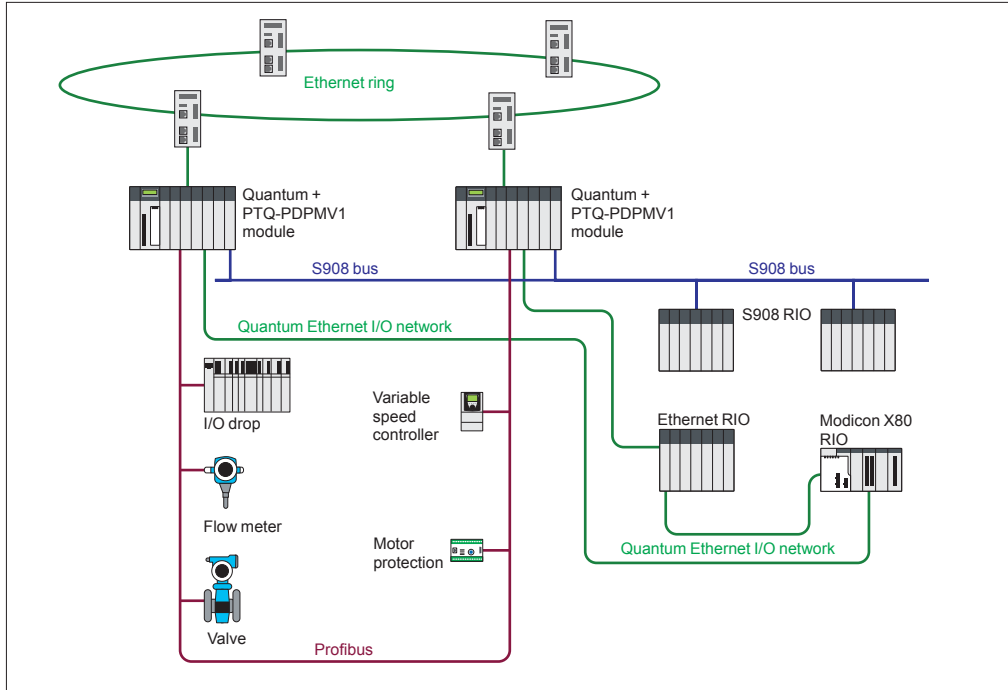 Ethernet ring
Quantum +
PTQ-PDPMV1
module
Quantum +
PTQ-PDPMV1
module
S908 bus
S908 bus
S908 RIO
Quantum Ethernet I/O network
I/O drop
Variable
speed
controller
Ethernet RIO
Modicon X80
RIO
Flow meter
Motor
protection
Quantum Ethernet I/O network
Valve
Profibus